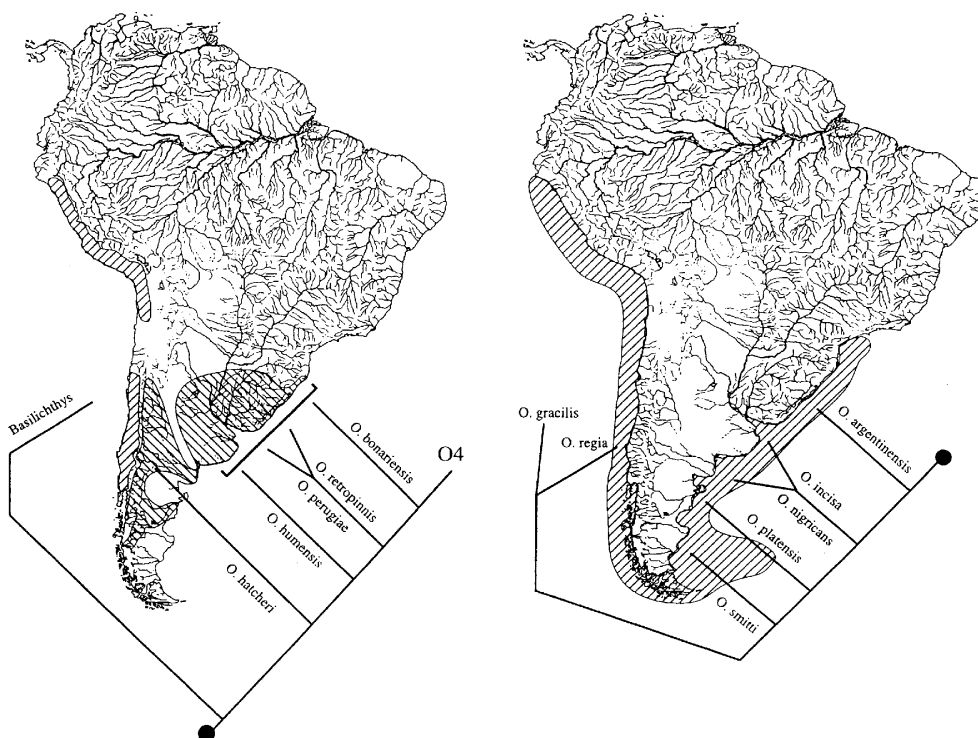 Basilichthys
O. bonariensis
O4
O. retropinnis
O. perugiae
O. humensis
O. hatcheri
O. gracilis
O. regia
O. argentinensis
O. incisa
O. nigricans
O. platensis
O. smitti